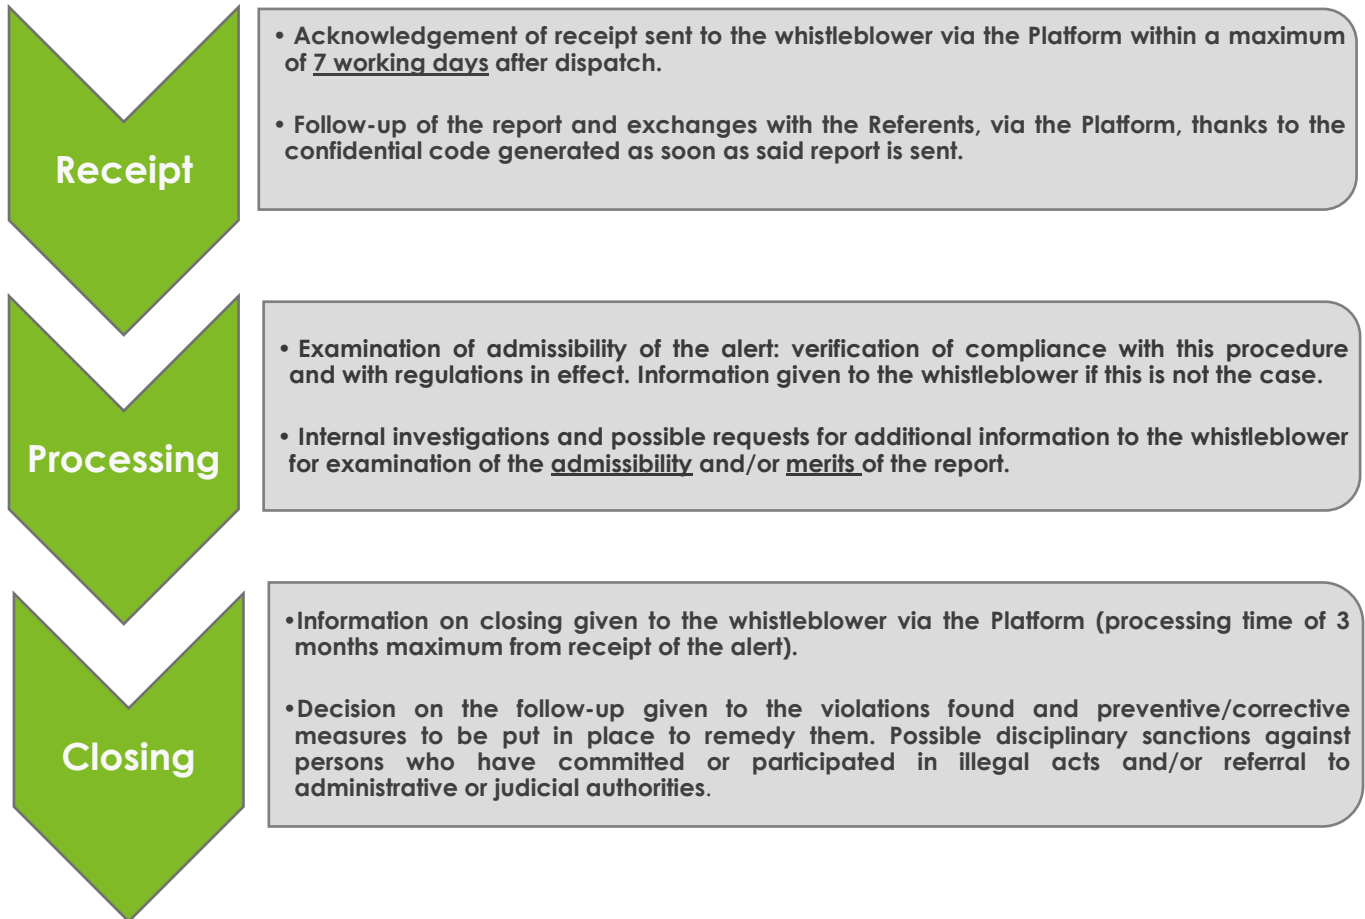 Receipt
• Acknowledgement of receipt sent to the whistleblower via the Platform within a maximum
of 7 working days after dispatch.
• Follow-up of the report and exchanges with the Referents, via the Platform, thanks to the
confidential code generated as soon as said report is sent.
Processing
• Examination of admissibility of the alert: verification of compliance with this procedure
and with regulations in effect. Information given to the whistleblower if this is not the case.
• Internal investigations and possible requests for additional information to the whistleblower
for examination of the admissibility and/or merits of the report.
Closing
•Information on closing given to the whistleblower via the Platform (processing time of 3
months maximum from receipt of the alert).
•Decision on the follow-up given to the violations found and preventive/corrective
measures to be put in place to remedy them. Possible disciplinary sanctions against
persons who have committed or participated in illegal acts and/or referral to
administrative or judicial authorities.